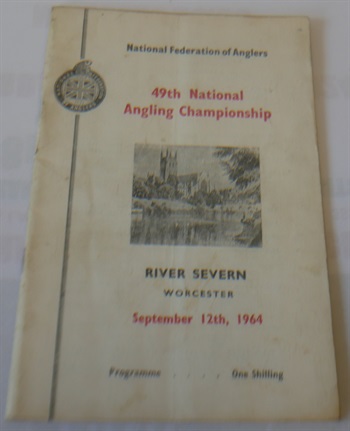 National Federation of Anglers
49th National
Angling Championship
RIVER SEVERN
WORCESTER
September 12th, 1964
Programme . . . . . One Shilling